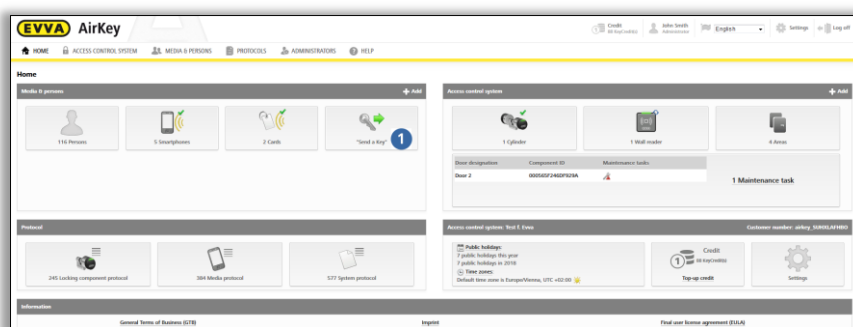 EVVA AirKey
Credit
John Smith
Administrator
English
Settings
Log off
HOME
ACCESS CONTROL SYSTEM
MEDIA & PERSONS
PROTOCOLS
ADMINISTRATORS
HELP
Home
Media & persons
Add
116 Persons
5 Smartphones
2 Cards
"Send a Key"
1
Access control system
Add
1 Cylinder
1 Wall reader
4 Areas
Door designation Component ID Maintenance tasks
Door 2
1 Maintenance task
Protocol
245 Locking component protocol
384 Media protocol
577 System protocol
Access control system: Test f. Evva
Customer number:
Public holidays:
7 public holidays this year
7 public holidays in 2018
Time zones:
Default time zone is Europe/Vienna, UTC +02:00
Credit
1
Top-up credit
Settings
Information
General Terms of Business (GTB)
Imprint
Final user license agreement (EULA)